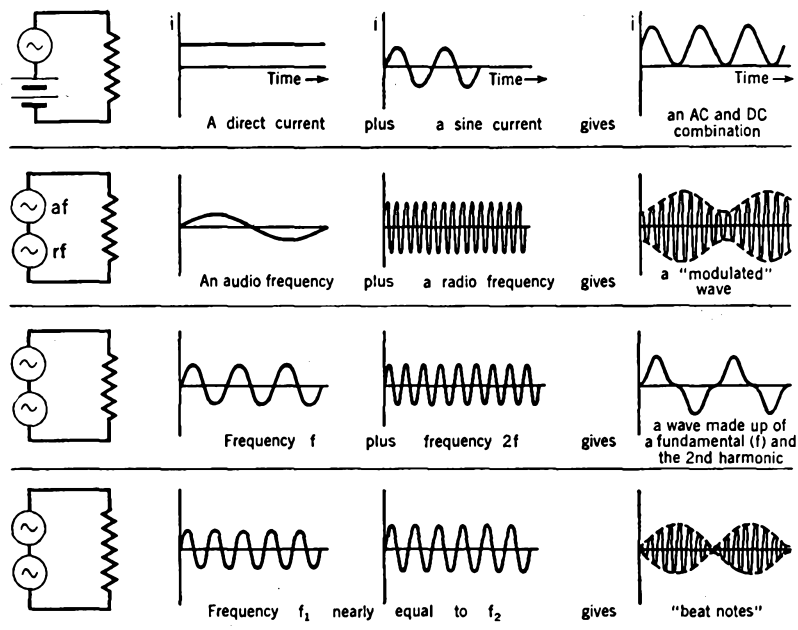 i
i
i
Time
Time
Time
A direct current plus a sine current gives an AC and DC
combination
af
rf
An audio frequency plus a radio frequency gives a "modulated"
wave
Frequency f plus frequency 2f gives a wave made up of
a fundamental (f) and
the 2nd harmonic
Frequency f₁ nearly equal to f₂ gives "beat notes"